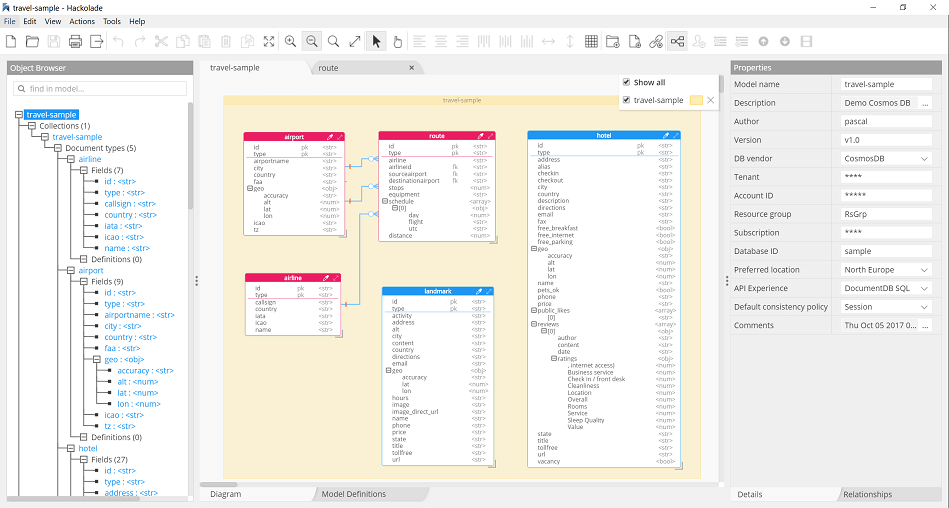 travel-sample - Hackolade
File Edit View Actions Tools Help
Object Browser
find in model...
travel-sample
Collections (1)
travel-sample
Document types (5)
airline
Fields (7)
id : <str>
type : <str>
callsign : <str>
country : <str>
iata : <str>
icao : <str>
name : <str>
Definitions (0)
airport
Fields (9)
id : <str>
type : <str>
airportname : <str>
city : <str>
country : <str>
faa : <str>
geo : <obj>
accuracy : <str>
alt : <num>
lat : <num>
lon : <num>
icao : <str>
tz : <str>
Definitions (0)
hotel
Fields (27)
id : <str>
type : <str>
address : <str>
travel-sample
route ×
Show all
travel-sample
travel-sample
airport
id pk <str>
type pk <str>
airportname <str>
city <str>
country <str>
faa <str>
geo <obj>
accuracy <str>
alt <num>
lat <num>
lon <num>
icao <str>
tz <str>
route
id pk <str>
type pk <str>
airline <str>
airlineid fk <str>
sourceairport fk <str>
destinationairport fk <str>
stops <num>
equipment <str>
schedule <array>
[0] <obj>
day <num>
flight <str>
utc <str>
distance <num>
airline
id pk <str>
type pk <str>
callsign <str>
country <str>
iata <str>
icao <str>
name <str>
landmark
id pk <str>
type pk <str>
activity <str>
address <str>
alt <str>
city <str>
content <str>
country <str>
directions <str>
email <str>
geo <obj>
accuracy <str>
lat <num>
lon <num>
hours <str>
image <str>
image_direct_url <str>
name <str>
phone <str>
price <str>
state <str>
title <str>
tollfree <str>
url <str>
hotel
id pk <str>
type pk <str>
address <str>
alias <str>
checkin <str>
checkout <str>
city <str>
country <str>
description <str>
directions <str>
email <str>
fax <str>
free_breakfast <bool>
free_internet <bool>
free_parking <bool>
geo <obj>
accuracy <str>
alt <num>
lat <num>
lon <num>
name <str>
pets_ok <bool>
phone <str>
price <str>
public_likes <array>
[0] <str>
reviews <array>
[0] <obj>
author <str>
content <str>
date <str>
ratings <obj>
, internet access) <num>
Business service <num>
Check in / front desk <num>
Cleanliness <num>
Location <num>
Overall <num>
Rooms <num>
Service <num>
Sleep Quality <num>
Value <num>
state <str>
title <str>
tollfree <str>
url <str>
vacancy <bool>
Diagram
Model Definitions
Properties
Model name travel-sample
Description Demo Cosmos DB ...
Author pascal
Version v1.0
DB vendor CosmosDB
Tenant ****
Account ID *****
Resource group RsGrp
Subscription ****
Database ID sample
Preferred location North Europe
API Experience DocumentDB SQL
Default consistency policy Session
Comments Thu Oct 05 2017 0... ...
Details
Relationships